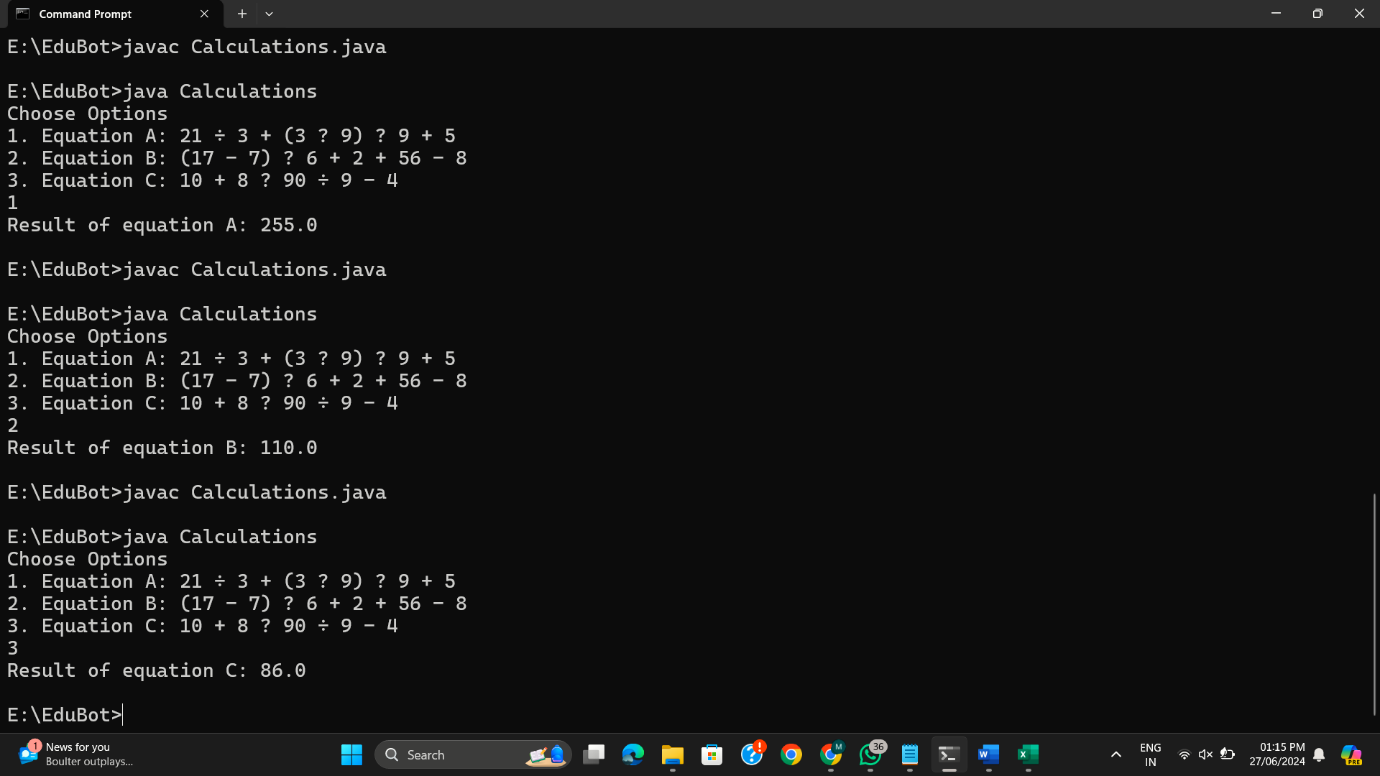 Command Prompt
E:\EduBot>javac Calculations.java
E:\EduBot>java Calculations
Choose Options
1. Equation A: 21 ÷ 3 + (3 ? 9) ? 9 + 5
2. Equation B: (17 − 7) ? 6 + 2 + 56 − 8
3. Equation C: 10 + 8 ? 90 ÷ 9 − 4
1
Result of equation A: 255.0
E:\EduBot>javac Calculations.java
E:\EduBot>java Calculations
Choose Options
1. Equation A: 21 ÷ 3 + (3 ? 9) ? 9 + 5
2. Equation B: (17 − 7) ? 6 + 2 + 56 − 8
3. Equation C: 10 + 8 ? 90 ÷ 9 − 4
2
Result of equation B: 110.0
E:\EduBot>javac Calculations.java
E:\EduBot>java Calculations
Choose Options
1. Equation A: 21 ÷ 3 + (3 ? 9) ? 9 + 5
2. Equation B: (17 − 7) ? 6 + 2 + 56 − 8
3. Equation C: 10 + 8 ? 90 ÷ 9 − 4
3
Result of equation C: 86.0
E:\EduBot>
1
News for you
Boulter outplays...
Search
M
36
W
X
ENG
IN
01:15 PM
27/06/2024
PRE